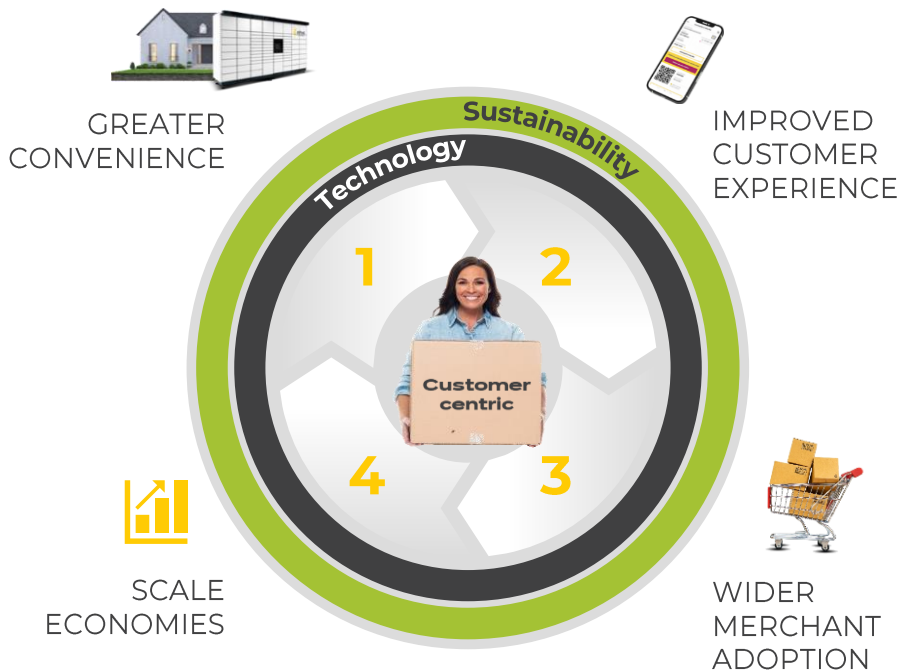 GREATER
CONVENIENCE
IMPROVED
CUSTOMER
EXPERIENCE
Sustainability
Technology
1
2
Customer
centric
4
3
SCALE
ECONOMIES
WIDER
MERCHANT
ADOPTION